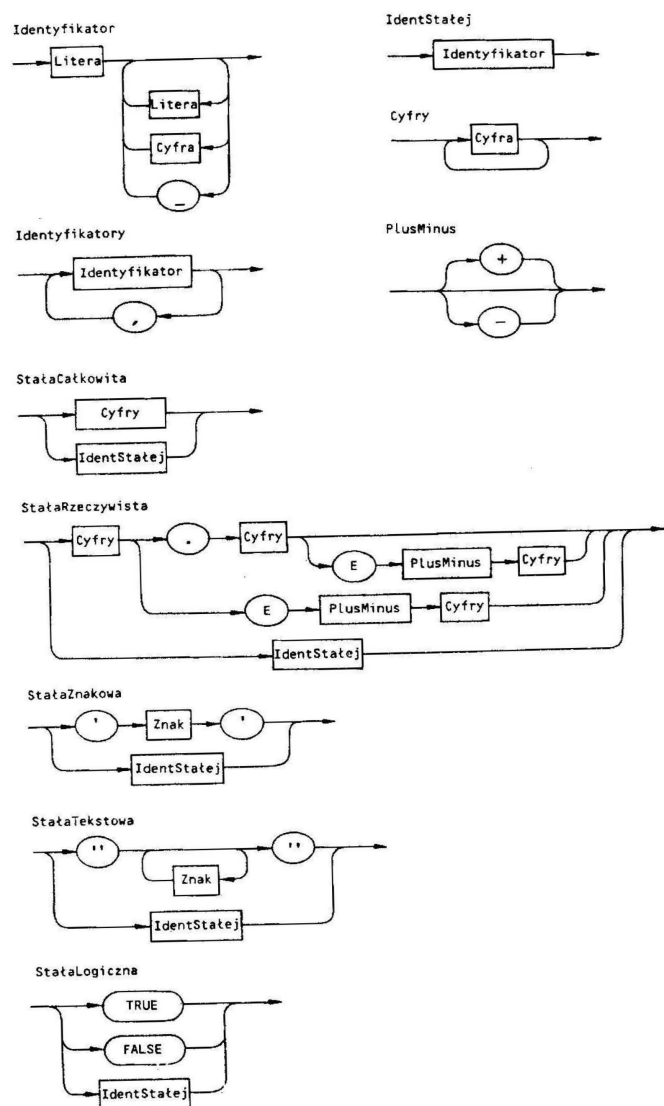 Identyfikator
Litera
Litera
Cyfra
_
IdentStałej
Identyfikator
Cyfry
Cyfra
Identyfikatory
Identyfikator
,
PlusMinus
+
-
StałaCałkowita
Cyfry
IdentStałej
StałaRzeczywista
Cyfry . Cyfry
E PlusMinus Cyfry
E PlusMinus Cyfry
IdentStałej
StałaZnakowa
' Znak '
IdentStałej
StałaTekstowa
" "
Znak
IdentStałej
StałaLogiczna
TRUE
FALSE
IdentStałej